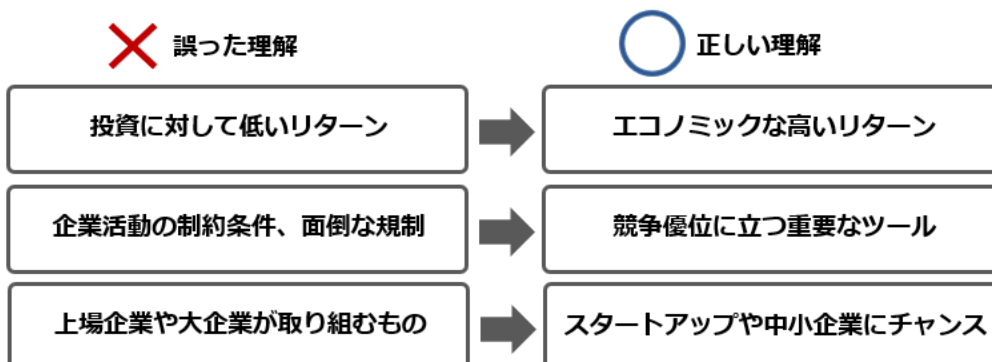 誤った理解
正しい理解
投資に対して低いリターン
エコノミックな高いリターン
企業活動の制約条件、面倒な規制
競争優位に立つ重要なツール
上場企業や大企業が取り組むもの
スタートアップや中小企業にチャンス